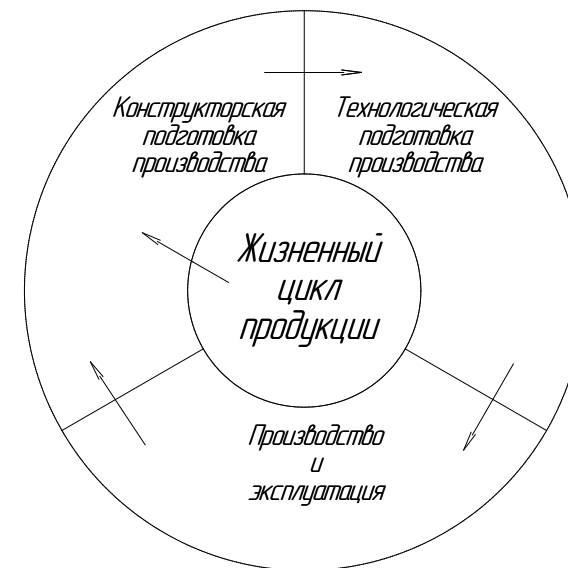 Конструкторская
подготовка
производства
Технологическая
подготовка
производства
Жизненный
цикл
продукции
Производство
и
эксплуатация